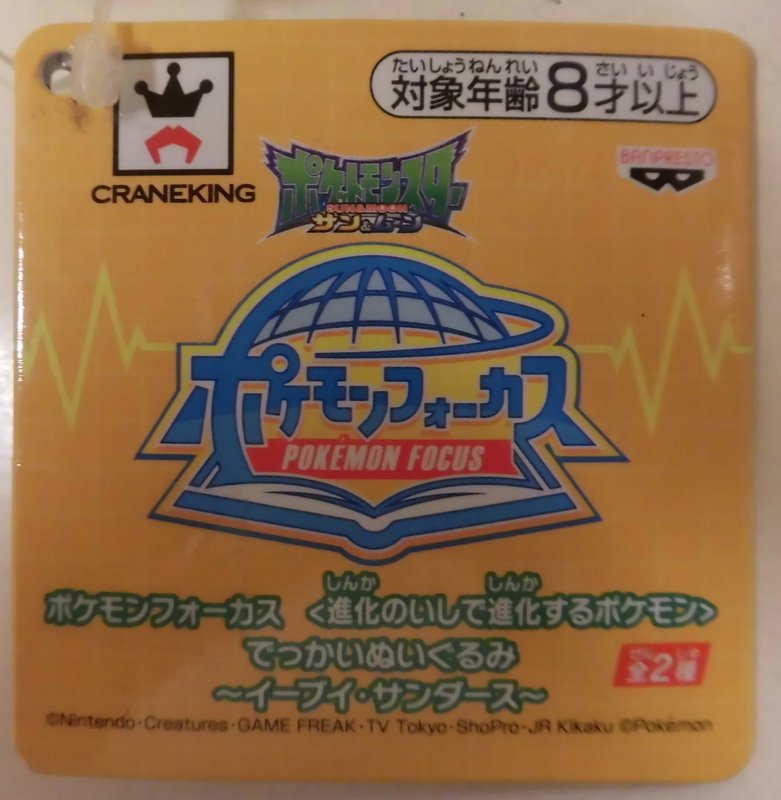 たいしょうねんれい さい いじょう
対象年齢8才以上
CRANEKING
ポケットモンスター
SUN&MOON
サン&ムーン
BANPRESTO
ポケモンフォーカス
POKÉMON FOCUS
しんか しんか
ポケモンフォーカス <進化のいしで進化するポケモン>
でっかいぬいぐるみ
ぜん しゅ
全2種
~イーブイ・サンダース~
©Nintendo・Creatures・GAME FREAK・TV Tokyo・ShoPro・JR Kikaku ©Pokémon